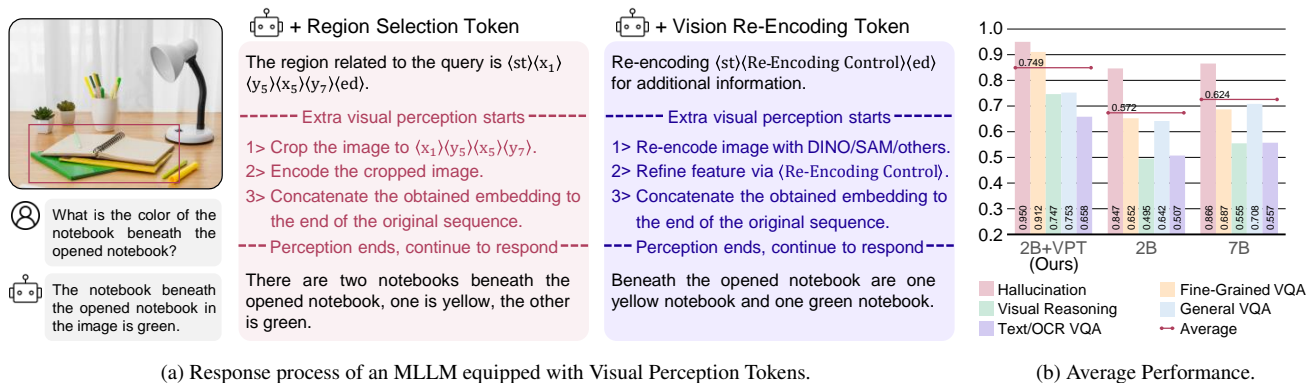 + Region Selection Token
The region related to the query is ⟨st⟩⟨x₁⟩
⟨y₅⟩⟨x₅⟩⟨y₇⟩⟨ed⟩.
Extra visual perception starts
1> Crop the image to ⟨x₁⟩⟨y₅⟩⟨x₅⟩⟨y₇⟩.
2> Encode the cropped image.
3> Concatenate the obtained embedding to
the end of the original sequence.
Perception ends, continue to respond
There are two notebooks beneath the
opened notebook, one is yellow, the other
is green.
+ Vision Re-Encoding Token
Re-encoding ⟨st⟩⟨Re-Encoding Control⟩⟨ed⟩
for additional information.
Extra visual perception starts
1> Re-encode image with DINO/SAM/others.
2> Refine feature via ⟨Re-Encoding Control⟩.
3> Concatenate the obtained embedding to
the end of the original sequence.
Perception ends, continue to respond
Beneath the opened notebook are one
yellow notebook and one green notebook.
What is the color of the
notebook beneath the
opened notebook?
The notebook beneath
the opened notebook in
the image is green.
(a) Response process of an MLLM equipped with Visual Perception Tokens.
1.0
0.9
0.8
0.7
0.6
0.5
0.4
0.3
0.2
0.749
0.572
0.624
0.950
0.912
0.747
0.753
0.658
0.847
0.652
0.495
0.642
0.507
0.866
0.687
0.555
0.708
0.557
2B+VPT
(Ours)
2B
7B
Hallucination
Fine-Grained VQA
Visual Reasoning
General VQA
Text/OCR VQA
Average
(b) Average Performance.